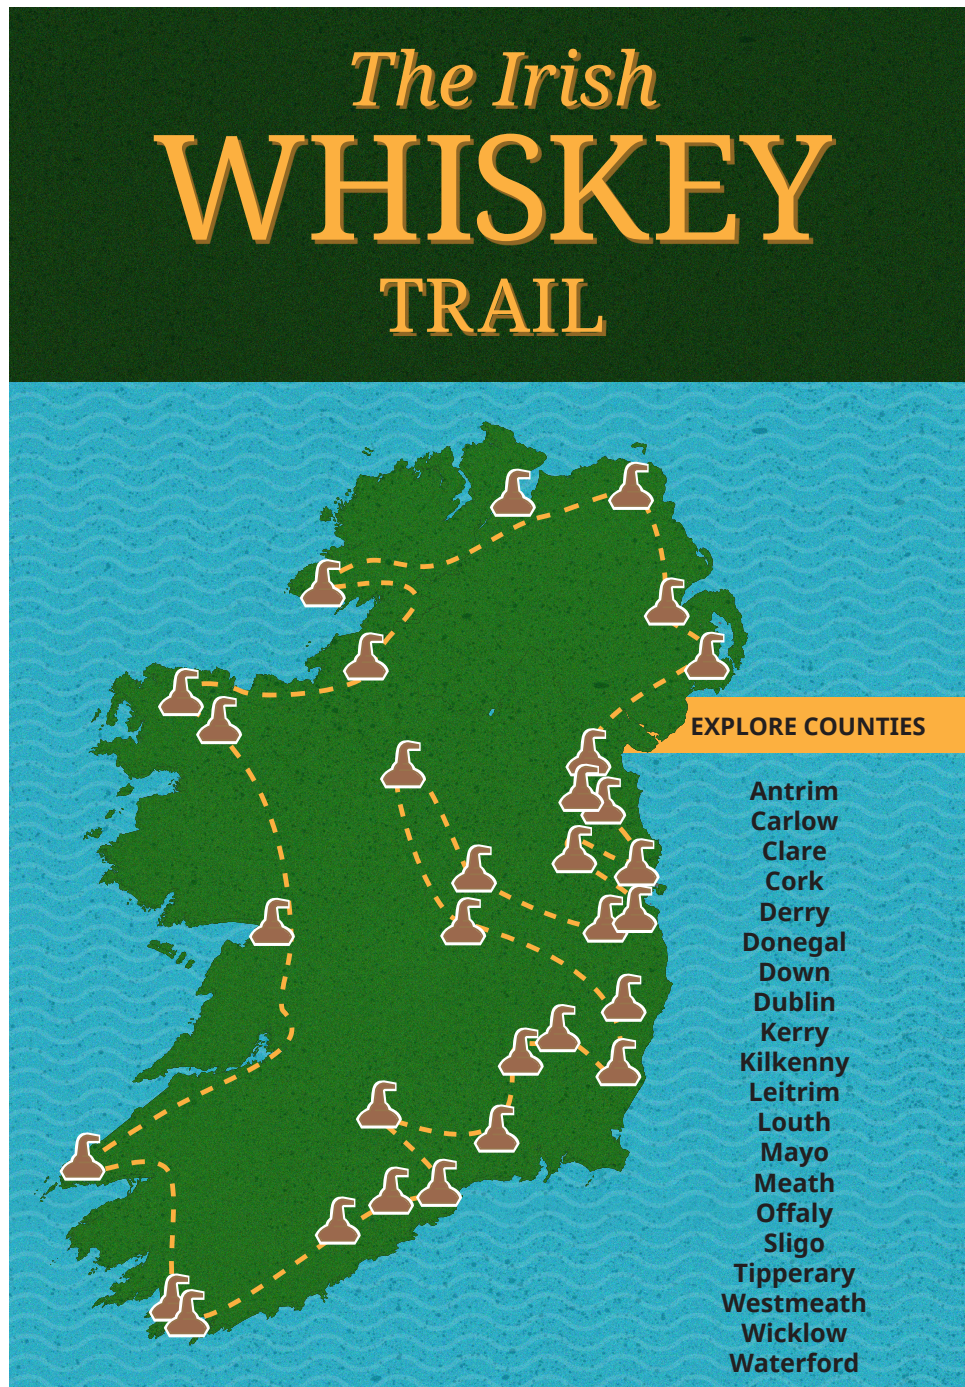 The Irish
WHISKEY
TRAIL
EXPLORE COUNTIES
Antrim
Carlow
Clare
Cork
Derry
Donegal
Down
Dublin
Kerry
Kilkenny
Leitrim
Louth
Mayo
Meath
Offaly
Sligo
Tipperary
Westmeath
Wicklow
Waterford